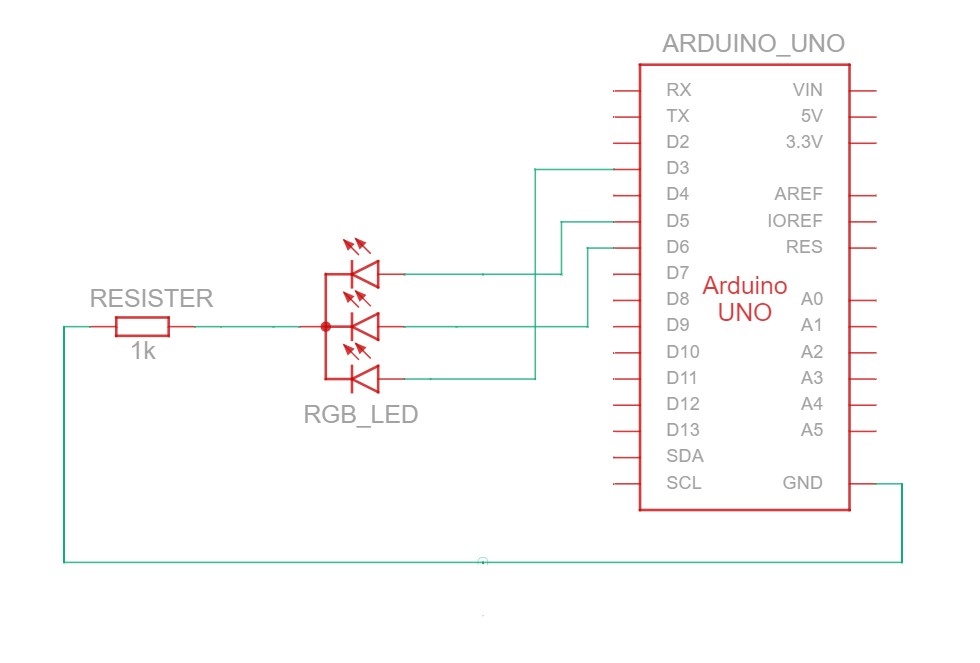 ARDUINO_UNO
RX
TX
D2
D3
D4
D5
D6
D7
D8
D9
D10
D11
D12
D13
SDA
SCL
VIN
5V
3.3V
AREF
IOREF
RES
A0
A1
A2
A3
A4
A5
GND
Arduino
UNO
RESISTER
1k
RGB_LED